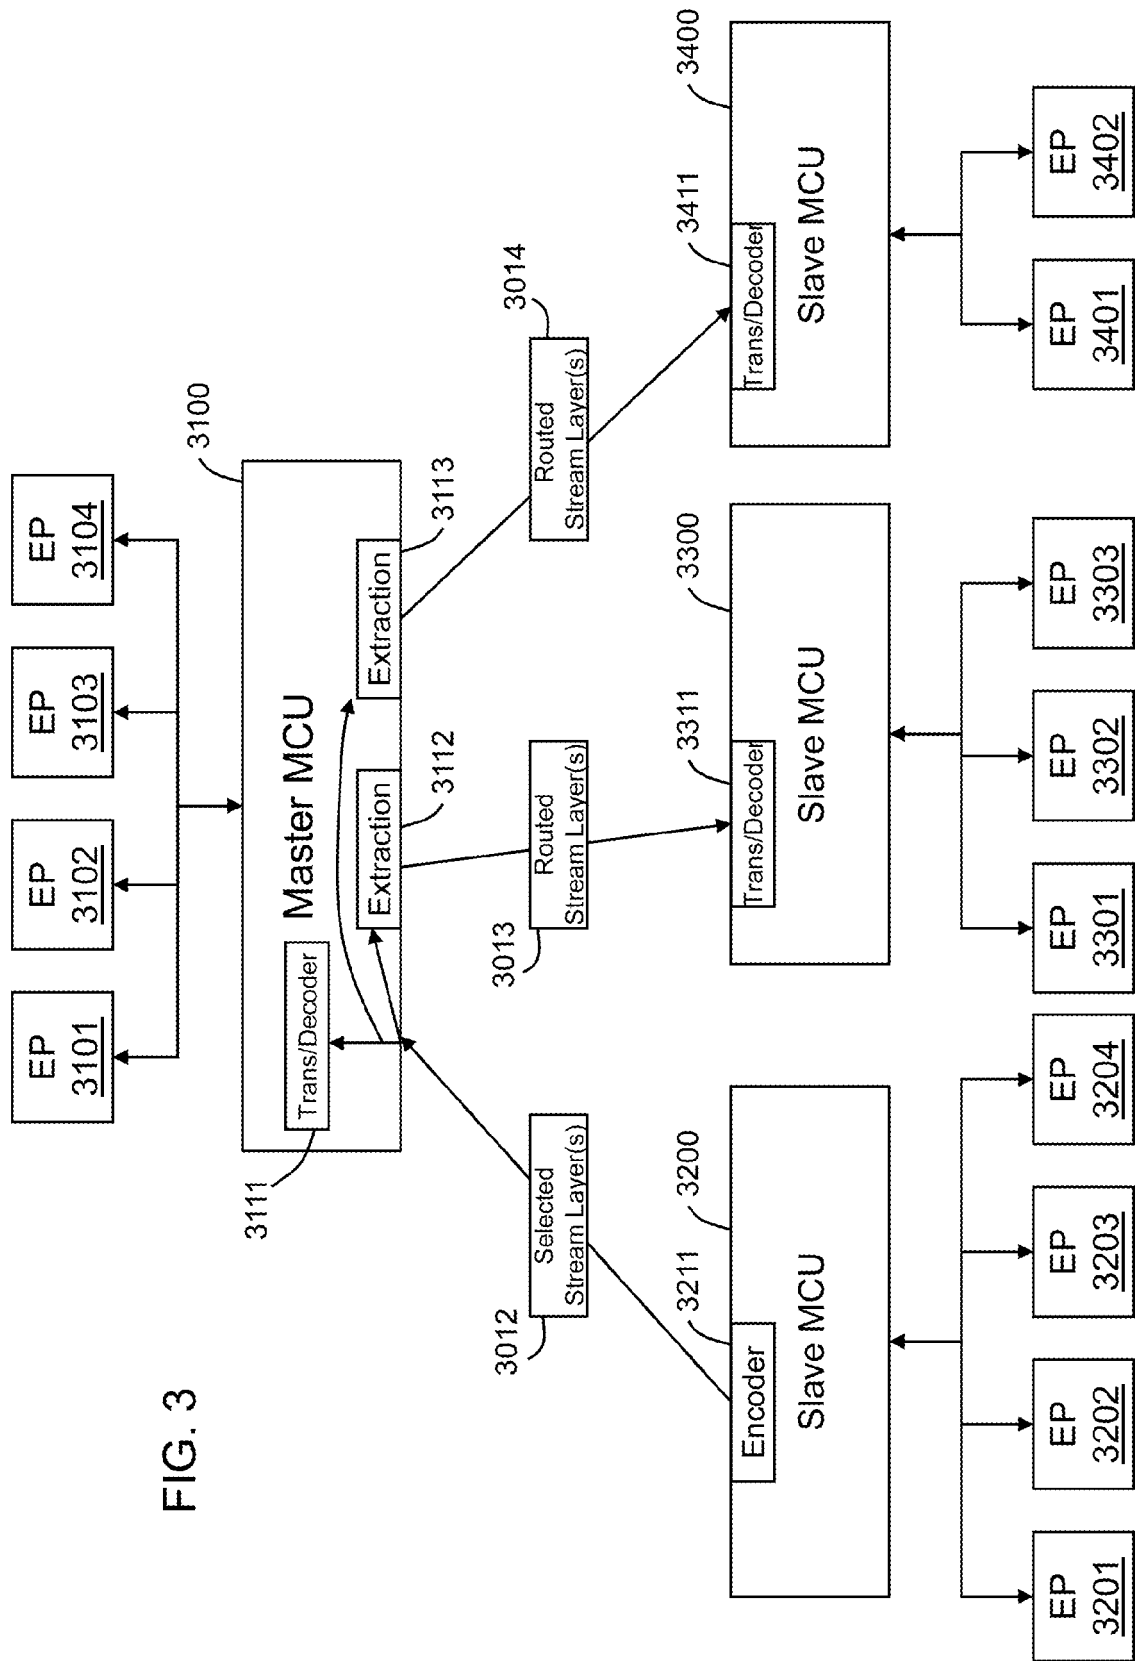 FIG. 3
EP
3101
EP
3102
EP
3103
EP
3104
3100
Master MCU
Trans/Decoder
3111
Extraction
3112
Extraction
3113
3012
Selected
Stream Layer(s)
3013
Routed
Stream Layer(s)
3014
Routed
Stream Layer(s)
Encoder
3211
3200
Slave MCU
Trans/Decoder
3311
3300
Slave MCU
Trans/Decoder
3411
3400
Slave MCU
EP
3201
EP
3202
EP
3203
EP
3204
EP
3301
EP
3302
EP
3303
EP
3401
EP
3402